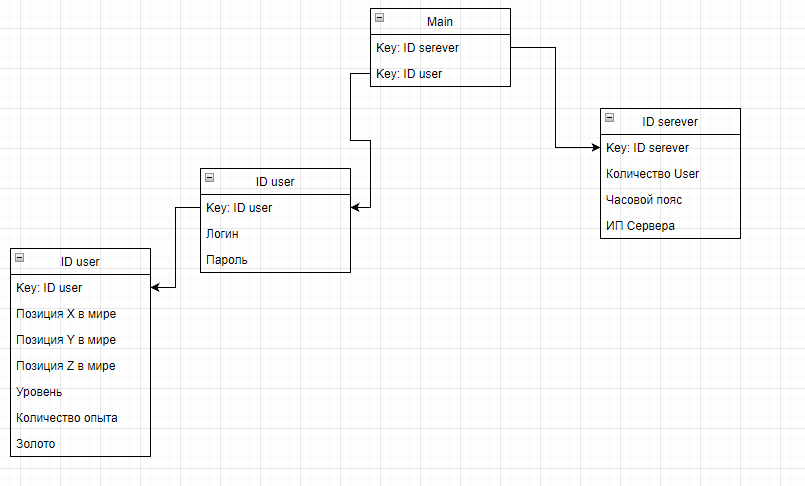 Main
Key: ID serever
Key: ID user
ID serever
Key: ID serever
Количество User
Часовой пояс
ИП Сервера
ID user
Key: ID user
Логин
Пароль
ID user
Key: ID user
Позиция X в мире
Позиция Y в мире
Позиция Z в мире
Уровень
Количество опыта
Золото